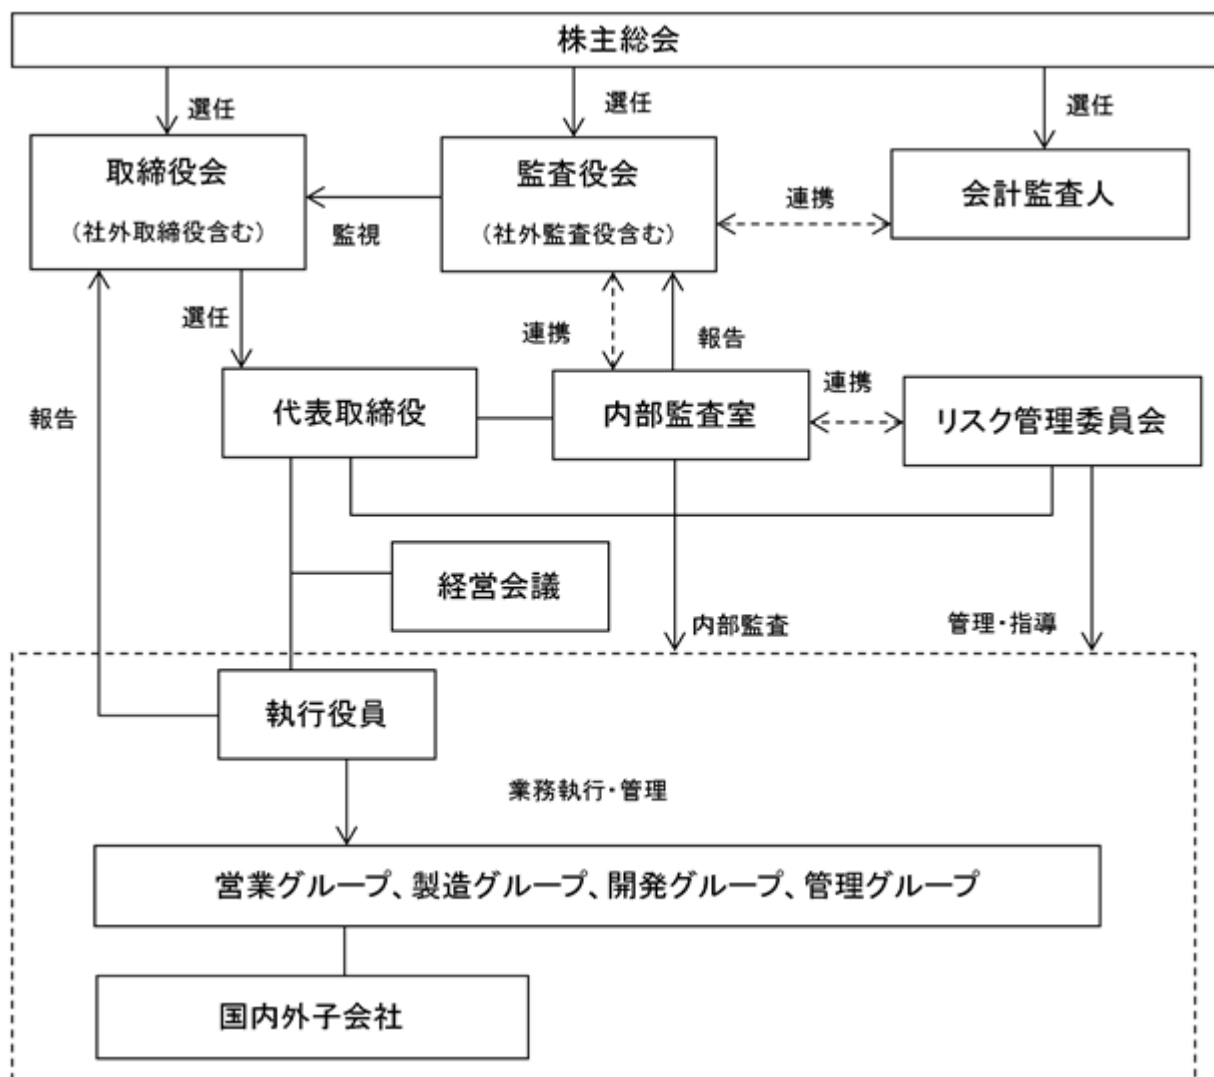 株主総会
選任
選任
選任
取締役会
（社外取締役含む）
監視
監査役会
（社外監査役含む）
連携
会計監査人
選任
連携
報告
連携
報告
代表取締役
内部監査室
リスク管理委員会
経営会議
内部監査
管理・指導
執行役員
業務執行・管理
営業グループ、製造グループ、開発グループ、管理グループ
国内外子会社